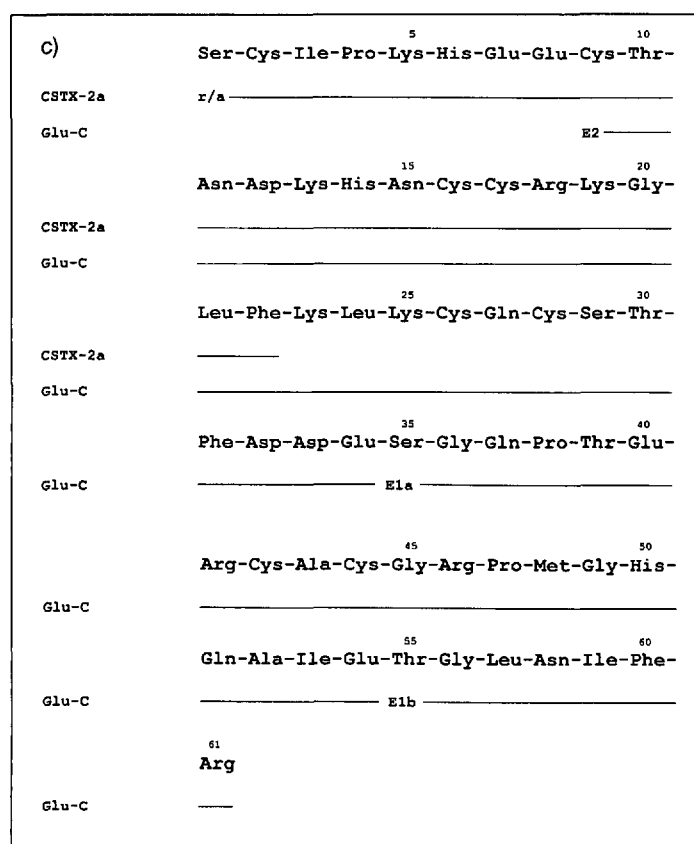 c)
5 10
Ser-Cys-Ile-Pro-Lys-His-Glu-Glu-Cys-Thr-
CSTX-2a r/a
Glu-C E2
15 20
Asn-Asp-Lys-His-Asn-Cys-Cys-Arg-Lys-Gly-
CSTX-2a
Glu-C
25 30
Leu-Phe-Lys-Leu-Lys-Cys-Gln-Cys-Ser-Thr-
CSTX-2a
Glu-C
35 40
Phe-Asp-Asp-Glu-Ser-Gly-Gln-Pro-Thr-Glu-
Glu-C E1a
45 50
Arg-Cys-Ala-Cys-Gly-Arg-Pro-Met-Gly-His-
Glu-C
55 60
Gln-Ala-Ile-Glu-Thr-Gly-Leu-Asn-Ile-Phe-
Glu-C E1b
61
Arg
Glu-C